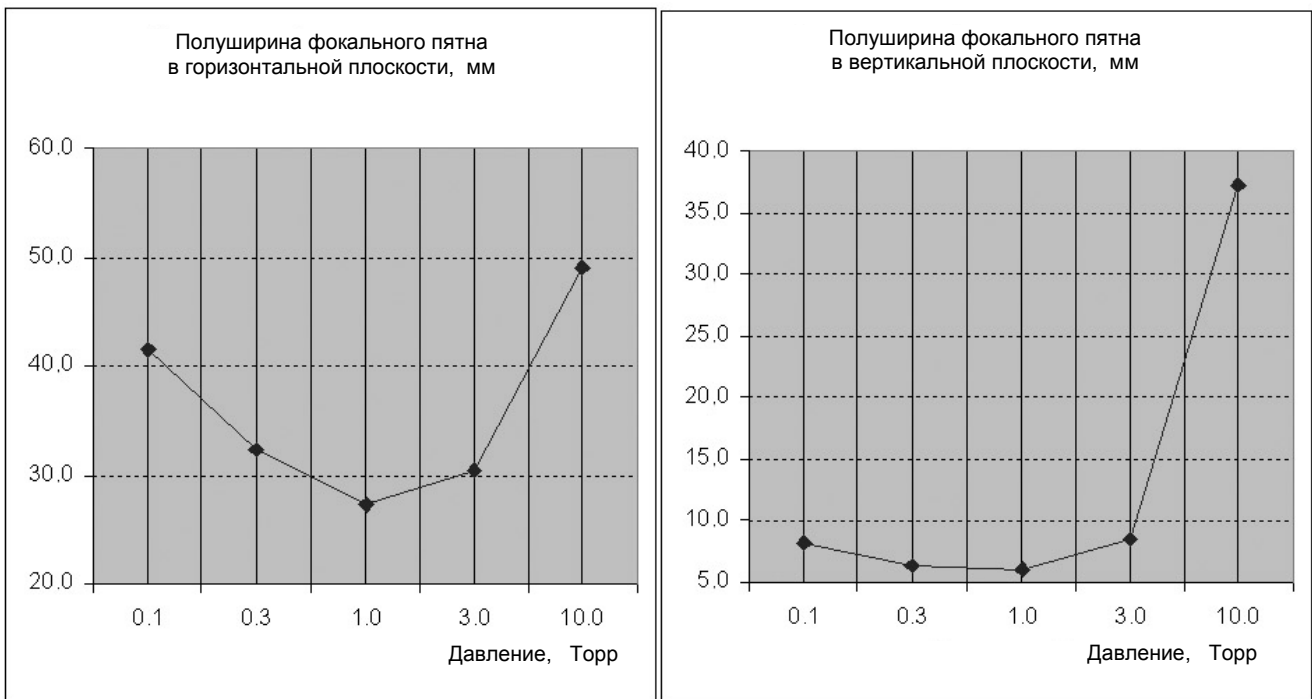 Полуширина фокального пятна
в горизонтальной плоскости, мм
60,0
50,0
40,0
30,0
20,0
0.1 0.3 1.0 3.0 10.0
Давление, Торр
Полуширина фокального пятна
в вертикальной плоскости, мм
40,0
35,0
30,0
25,0
20,0
15,0
10,0
5,0
0.1 0.3 1.0 3.0 10.0
Давление, Торр